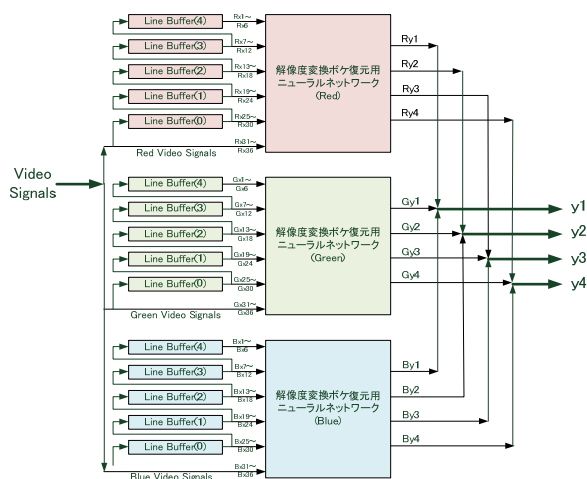 Line Buffer(4)
Rx1～
Rx6
Line Buffer(3)
Rx7～
Rx12
Line Buffer(2)
Rx13～
Rx18
Line Buffer(1)
Rx19～
Rx24
Line Buffer(0)
Rx25～
Rx30
Rx31～
Rx36
Red Video Signals
解像度変換ボケ復元用
ニューラルネットワーク
(Red)
Ry1
Ry2
Ry3
Ry4
Video
Signals
Line Buffer(4)
Gx1～
Gx6
Line Buffer(3)
Gx7～
Gx12
Line Buffer(2)
Gx13～
Gx18
Line Buffer(1)
Gx19～
Gx24
Line Buffer(0)
Gx25～
Gx30
Gx31～
Gx36
Green Video Signals
解像度変換ボケ復元用
ニューラルネットワーク
(Green)
Gy1
Gy2
Gy3
Gy4
y1
y2
y3
y4
Line Buffer(4)
Bx1～
Bx6
Line Buffer(3)
Bx7～
Bx12
Line Buffer(2)
Bx13～
Bx18
Line Buffer(1)
Bx19～
Bx24
Line Buffer(0)
Bx25～
Bx30
Bx31～
Bx36
Blue Video Signals
解像度変換ボケ復元用
ニューラルネットワーク
(Blue)
By1
By2
By3
By4